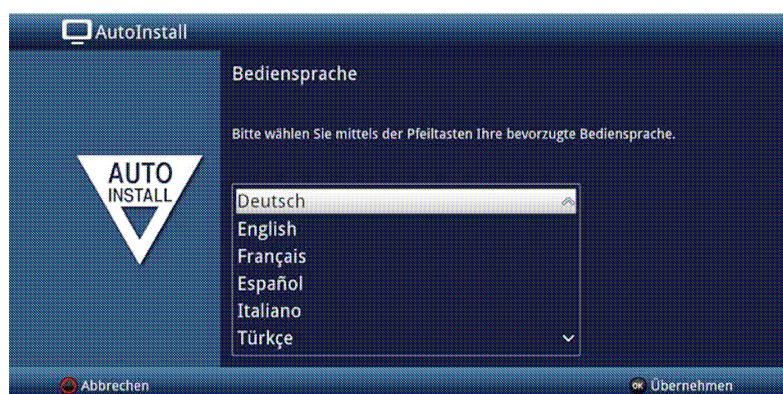 AutoInstall
Bediensprache
Bitte wählen Sie mittels der Pfeiltasten Ihre bevorzugte Bediensprache.
AUTO
INSTALL
Deutsch
English
Français
Español
Italiano
Türkçe
Abbrechen
OK Übernehmen